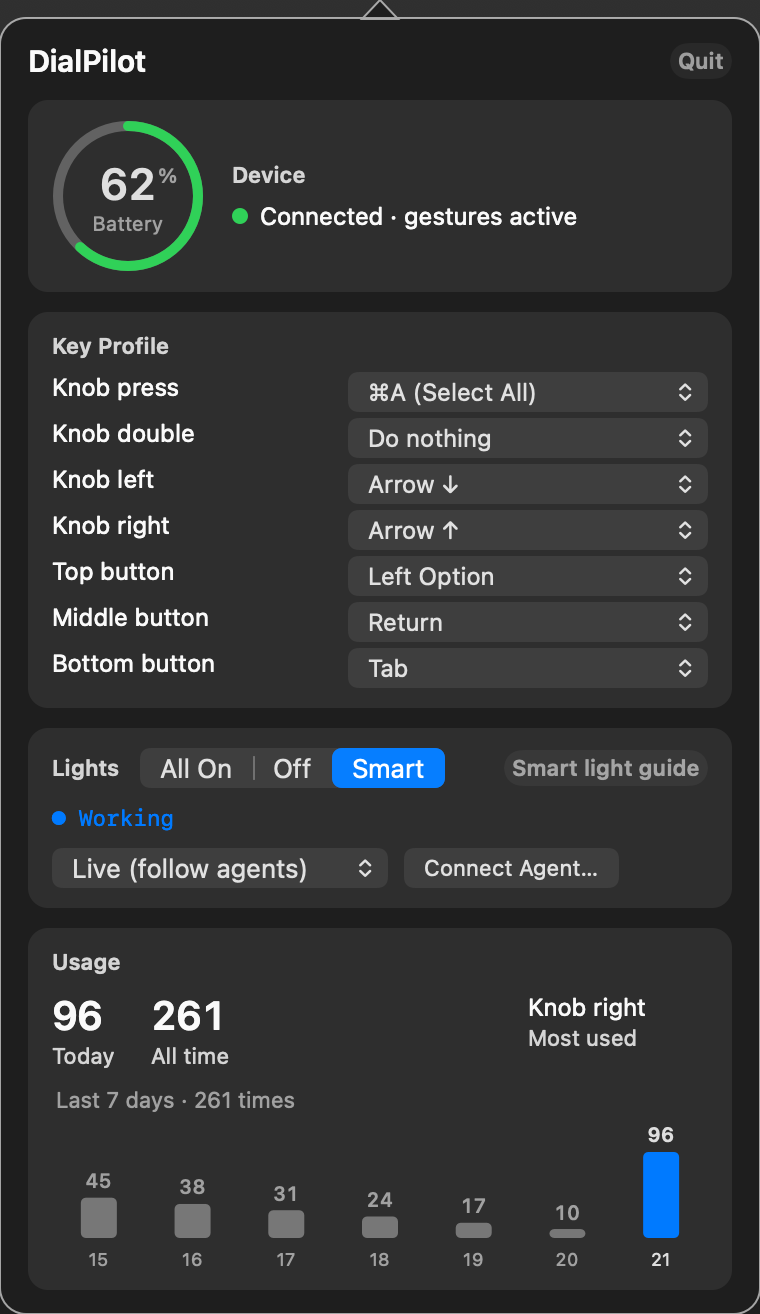 DialPilot
Quit
62%
Battery
Device
Connected · gestures active
Key Profile
Knob press
⌘A (Select All)
Knob double
Do nothing
Knob left
Arrow ↓
Knob right
Arrow ↑
Top button
Left Option
Middle button
Return
Bottom button
Tab
Lights
All On
Off
Smart
Smart light guide
Working
Live (follow agents)
Connect Agent...
Usage
96
Today
261
All time
Knob right
Most used
Last 7 days · 261 times
45 38 31 24 17 10 96
15 16 17 18 19 20 21